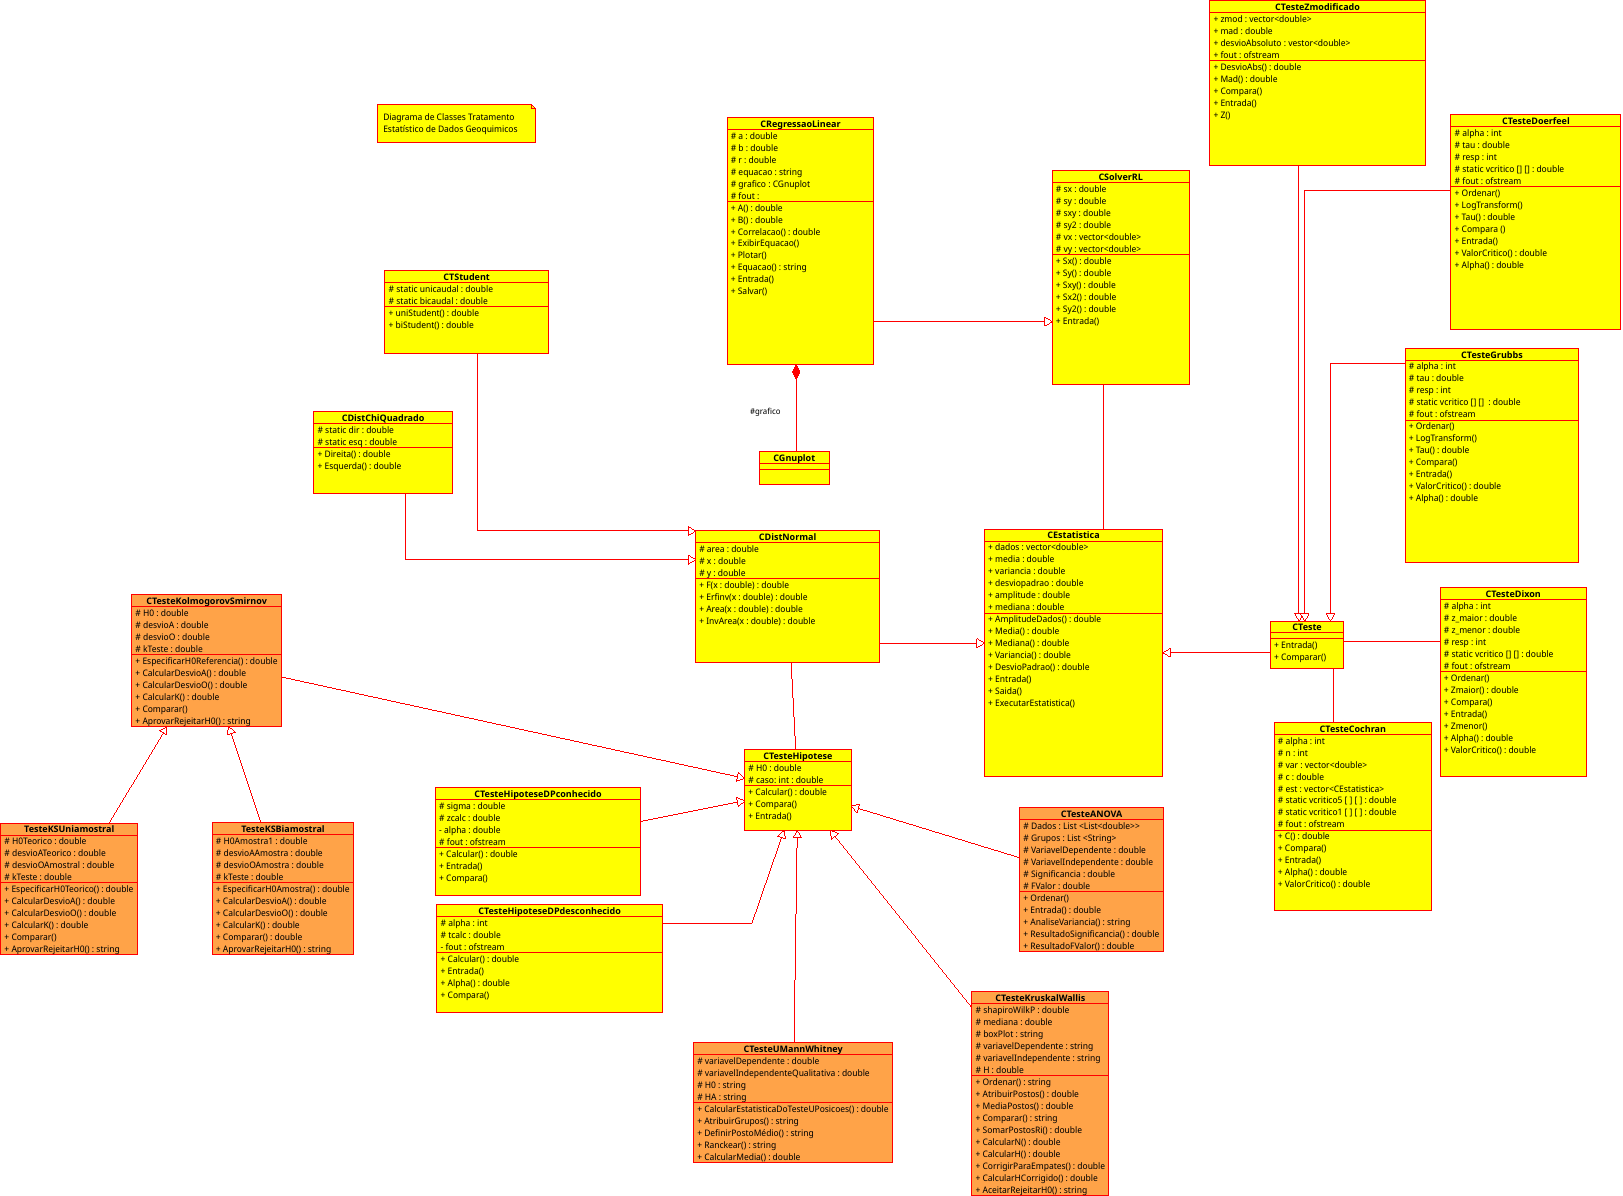 CTesteZmodificado
+ zmod : vector<double>
+ mad : double
+ desvioAbsoluto : vestor<double>
+ fout : ofstream
+ DesvioAbs() : double
+ Mad() : double
+ Compara()
+ Entrada()
+ Z()
Diagrama de Classes Tratamento
Estatístico de Dados Geoquimicos
CRegressaoLinear
# a : double
# b : double
# r : double
# equacao : string
# grafico : CGnuplot
# fout :
+ A() : double
+ B() : double
+ Correlacao() : double
+ ExibirEquacao()
+ Plotar()
+ Equacao() : string
+ Entrada()
+ Salvar()
CTesteDoerfeel
# alpha : int
# tau : double
# resp : int
# static vcritico [] [] : double
# fout : ofstream
+ Ordenar()
+ LogTransform()
+ Tau() : double
+ Compara ()
+ Entrada()
+ ValorCritico() : double
+ Alpha() : double
CSolverRL
# sx : double
# sy : double
# sxy : double
# sy2 : double
# vx : vector<double>
# vy : vector<double>
+ Sx() : double
+ Sy() : double
+ Sxy() : double
+ Sx2() : double
+ Sy2() : double
+ Entrada()
CTStudent
# static unicaudal : double
# static bicaudal : double
+ uniStudent() : double
+ biStudent() : double
CTesteGrubbs
# alpha : int
# tau : double
# resp : int
# static vcritico [] []  : double
# fout : ofstream
+ Ordenar()
+ LogTransform()
+ Tau() : double
+ Compara()
+ Entrada()
+ ValorCritico() : double
+ Alpha() : double
#grafico
CDistChiQuadrado
# static dir : double
# static esq : double
+ Direita() : double
+ Esquerda() : double
CGnuplot
CDistNormal
# area : double
# x : double
# y : double
+ F(x : double) : double
+ Erfinv(x : double) : double
+ Area(x : double) : double
+ InvArea(x : double) : double
CEstatistica
+ dados : vector<double>
+ media : double
+ variancia : double
+ desviopadrao : double
+ amplitude : double
+ mediana : double
+ AmplitudeDados() : double
+ Media() : double
+ Mediana() : double
+ Variancia() : double
+ DesvioPadrao() : double
+ Entrada()
+ Saida()
+ ExecutarEstatistica()
CTeste
+ Entrada()
+ Comparar()
CTesteDixon
# alpha : int
# z_maior : double
# z_menor : double
# resp : int
# static vcritico [] [] : double
# fout : ofstream
+ Ordenar()
+ Zmaior() : double
+ Compara()
+ Entrada()
+ Zmenor()
+ Alpha() : double
+ ValorCritico() : double
CTesteKolmogorovSmirnov
# H0 : double
# desvioA : double
# desvioO : double
# kTeste : double
+ EspecificarH0Referencia() : double
+ CalcularDesvioA() : double
+ CalcularDesvioO() : double
+ CalcularK() : double
+ Comparar()
+ AprovarRejeitarH0() : string
CTesteCochran
# alpha : int
# n : int
# var : vector<double>
# c : double
# est : vector<CEstatistica>
# static vcritico5 [ ] [ ] : double
# static vcritico1 [ ] [ ] : double
# fout : ofstream
+ C() : double
+ Compara()
+ Entrada()
+ Alpha() : double
+ ValorCritico() : double
CTesteHipotese
# H0 : double
# caso: int : double
+ Calcular() : double
+ Compara()
+ Entrada()
CTesteHipoteseDPconhecido
# sigma : double
# zcalc : double
- alpha : double
# fout : ofstream
+ Calcular() : double
+ Entrada()
+ Compara()
CTesteANOVA
# Dados : List <List<double>>
# Grupos : List <String>
# VariavelDependente : double
# VariavelIndependente : double
# Significancia : double
# FValor : double
+ Ordenar()
+ Entrada() : double
+ AnaliseVariancia() : string
+ ResultadoSignificancia() : double
+ ResultadoFValor() : double
TesteKSUniamostral
# H0Teorico : double
# desvioATeorico : double
# desvioOAmostral : double
# kTeste : double
+ EspecificarH0Teorico() : double
+ CalcularDesvioA() : double
+ CalcularDesvioO() : double
+ CalcularK() : double
+ Comparar()
+ AprovarRejeitarH0() : string
TesteKSBiamostral
# H0Amostra1 : double
# desvioAAmostra : double
# desvioOAmostra : double
# kTeste : double
+ EspecificarH0Amostra() : double
+ CalcularDesvioA() : double
+ CalcularDesvioO() : double
+ CalcularK() : double
+ Comparar() : double
+ AprovarRejeitarH0() : string
CTesteHipoteseDPdesconhecido
# alpha : int
# tcalc : double
- fout : ofstream
+ Calcular() : double
+ Entrada()
+ Alpha() : double
+ Compara()
CTesteKruskalWallis
# shapiroWilkP : double
# mediana : double
# boxPlot : string
# variavelDependente : string
# variavelIndependente : string
# H : double
+ Ordenar() : string
+ AtribuirPostos() : double
+ MediaPostos() : double
+ Comparar() : string
+ SomarPostosRi() : double
+ CalcularN() : double
+ CalcularH() : double
+ CorrigirParaEmpates() : double
+ CalcularHCorrigido() : double
+ AceitarRejeitarH0() : string
CTesteUMannWhitney
# variavelDependente : double
# variavelIndependenteQualitativa : double
# H0 : string
# HA : string
+ CalcularEstatisticaDoTesteUPosicoes() : double
+ AtribuirGrupos() : string
+ DefinirPostoMédio() : string
+ Ranckear() : string
+ CalcularMedia() : double